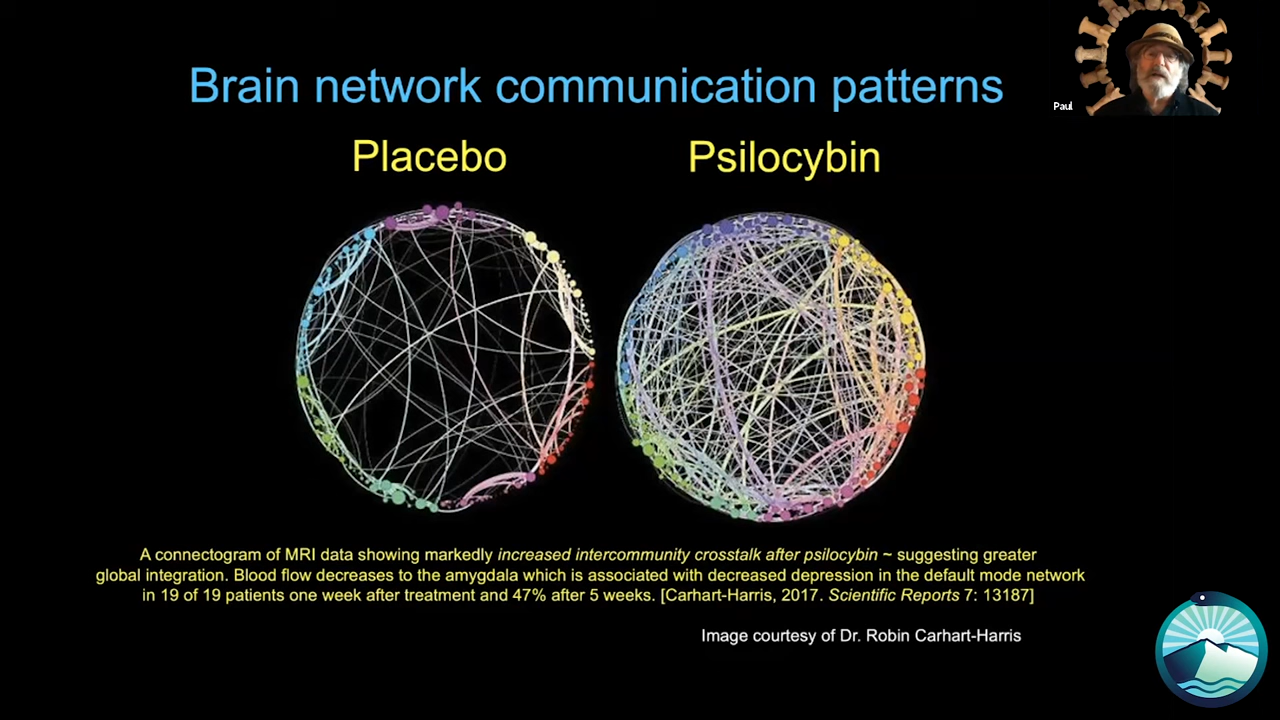 Brain network communication patterns
Paul
Placebo
Psilocybin
A connectogram of MRI data showing markedly increased intercommunity crosstalk after psilocybin ~ suggesting greater
global integration. Blood flow decreases to the amygdala which is associated with decreased depression in the default mode network
in 19 of 19 patients one week after treatment and 47% after 5 weeks. [Carhart-Harris, 2017. Scientific Reports 7: 13187]
Image courtesy of Dr. Robin Carhart-Harris